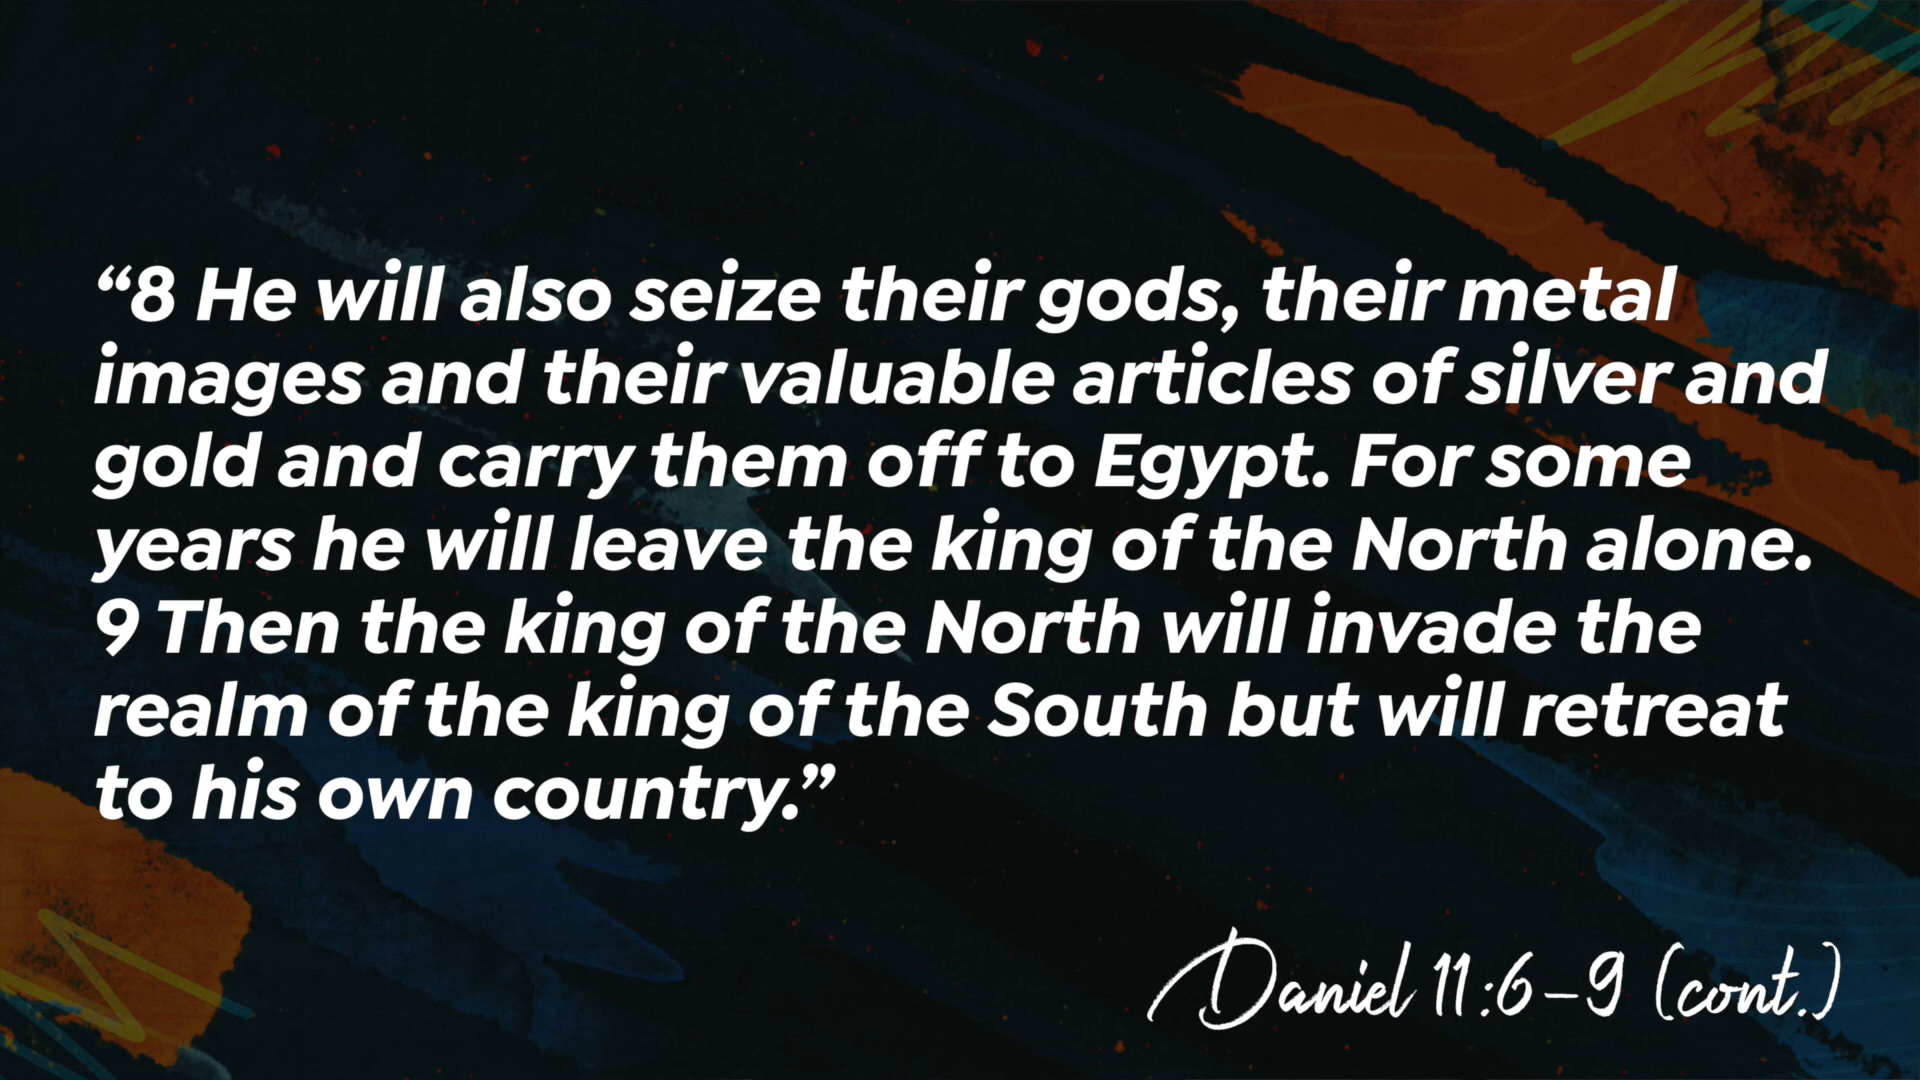 “8 He will also seize their gods, their metal
images and their valuable articles of silver and
gold and carry them off to Egypt. For some
years he will leave the king of the North alone.
9 Then the king of the North will invade the
realm of the king of the South but will retreat
to his own country.”
Daniel 11:6–9 (cont.)